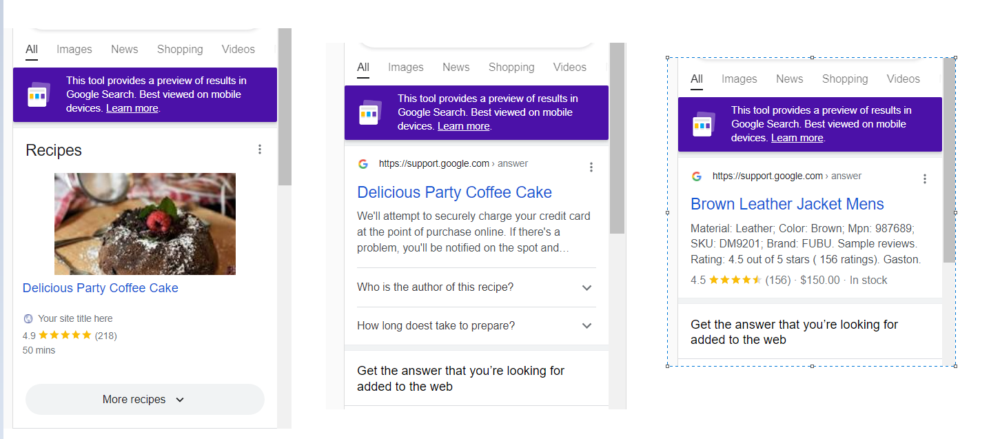 All Images News Shopping Videos
This tool provides a preview of results in
Google Search. Best viewed on mobile
devices. Learn more.
Recipes
Delicious Party Coffee Cake
Your site title here
4.9 (218)
50 mins
More recipes
All Images News Shopping Videos
This tool provides a preview of results in
Google Search. Best viewed on mobile
devices. Learn more.
https://support.google.com › answer
Delicious Party Coffee Cake
We'll attempt to securely charge your credit card
at the point of purchase online. If there's a
problem, you'll be notified on the spot and...
Who is the author of this recipe?
How long doest take to prepare?
Get the answer that you’re looking for
added to the web
All Images News Shopping Videos
This tool provides a preview of results in
Google Search. Best viewed on mobile
devices. Learn more.
https://support.google.com › answer
Brown Leather Jacket Mens
Material: Leather; Color: Brown; Mpn: 987689;
SKU: DM9201; Brand: FUBU. Sample reviews.
Rating: 4.5 out of 5 stars ( 156 ratings). Gaston.
4.5 (156) · $150.00 · In stock
Get the answer that you’re looking for
added to the web